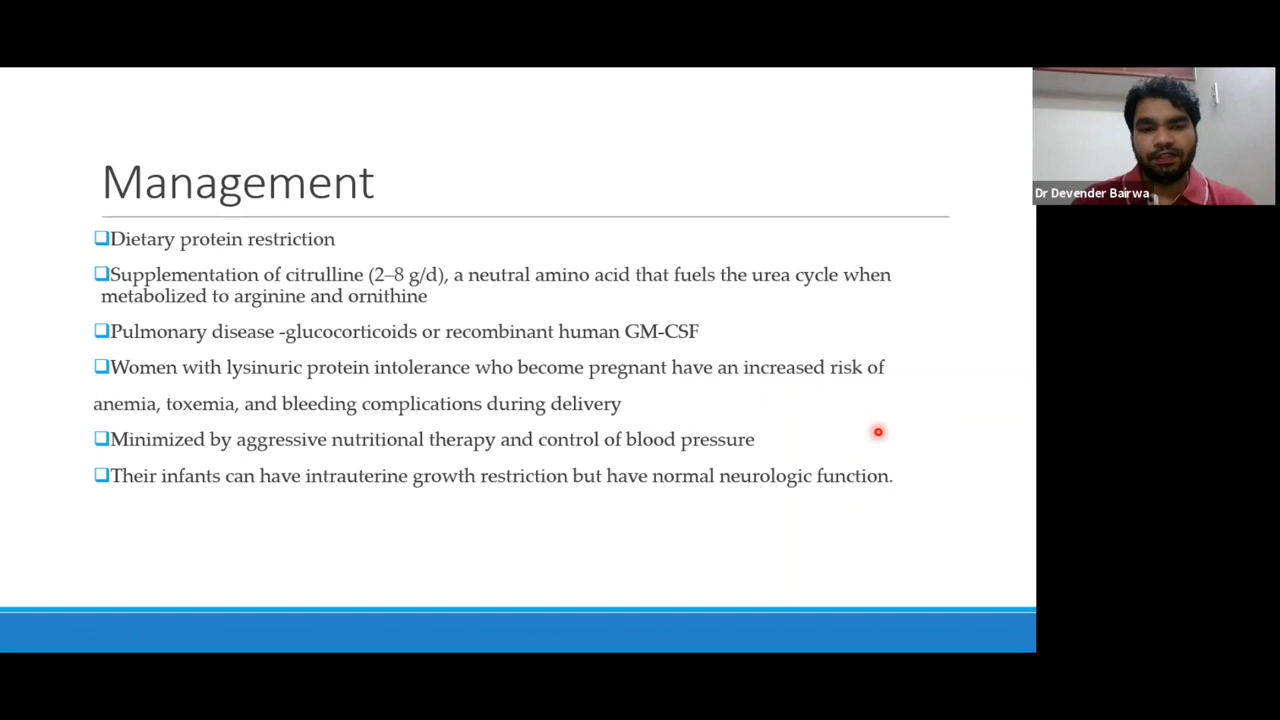 Management
❑Dietary protein restriction
❑Supplementation of citrulline (2–8 g/d), a neutral amino acid that fuels the urea cycle when
metabolized to arginine and ornithine
❑Pulmonary disease -glucocorticoids or recombinant human GM-CSF
❑Women with lysinuric protein intolerance who become pregnant have an increased risk of
anemia, toxemia, and bleeding complications during delivery
❑Minimized by aggressive nutritional therapy and control of blood pressure
❑Their infants can have intrauterine growth restriction but have normal neurologic function.
Dr Devender Bairwa